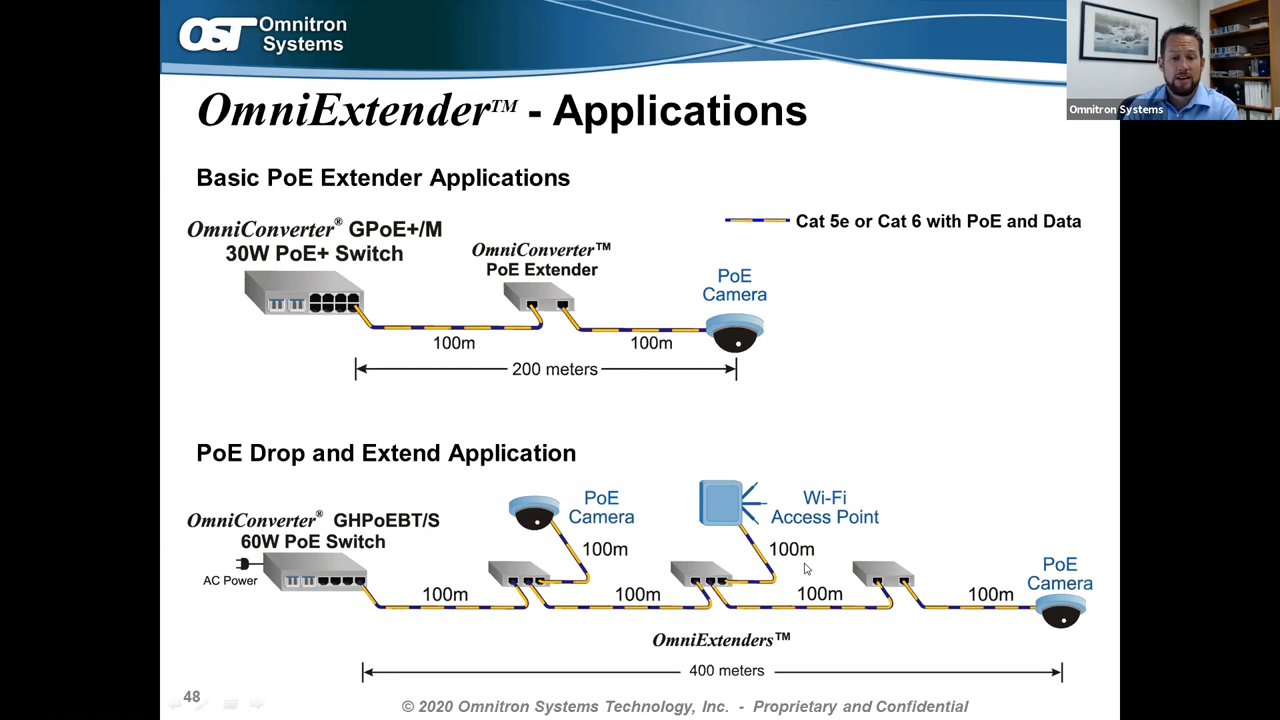 OST Omnitron
Systems
Omnitron Systems
OmniExtender™ - Applications
Basic PoE Extender Applications
OmniConverter® GPoE+/M
30W PoE+ Switch
OmniConverter™
PoE Extender
Cat 5e or Cat 6 with PoE and Data
PoE
Camera
100m
100m
200 meters
PoE Drop and Extend Application
OmniConverter® GHPoEBT/S
60W PoE Switch
AC Power
PoE
Camera
100m
Wi-Fi
Access Point
100m
PoE
Camera
100m
100m
100m
100m
OmniExtenders™
400 meters
48
© 2020 Omnitron Systems Technology, Inc. - Proprietary and Confidential